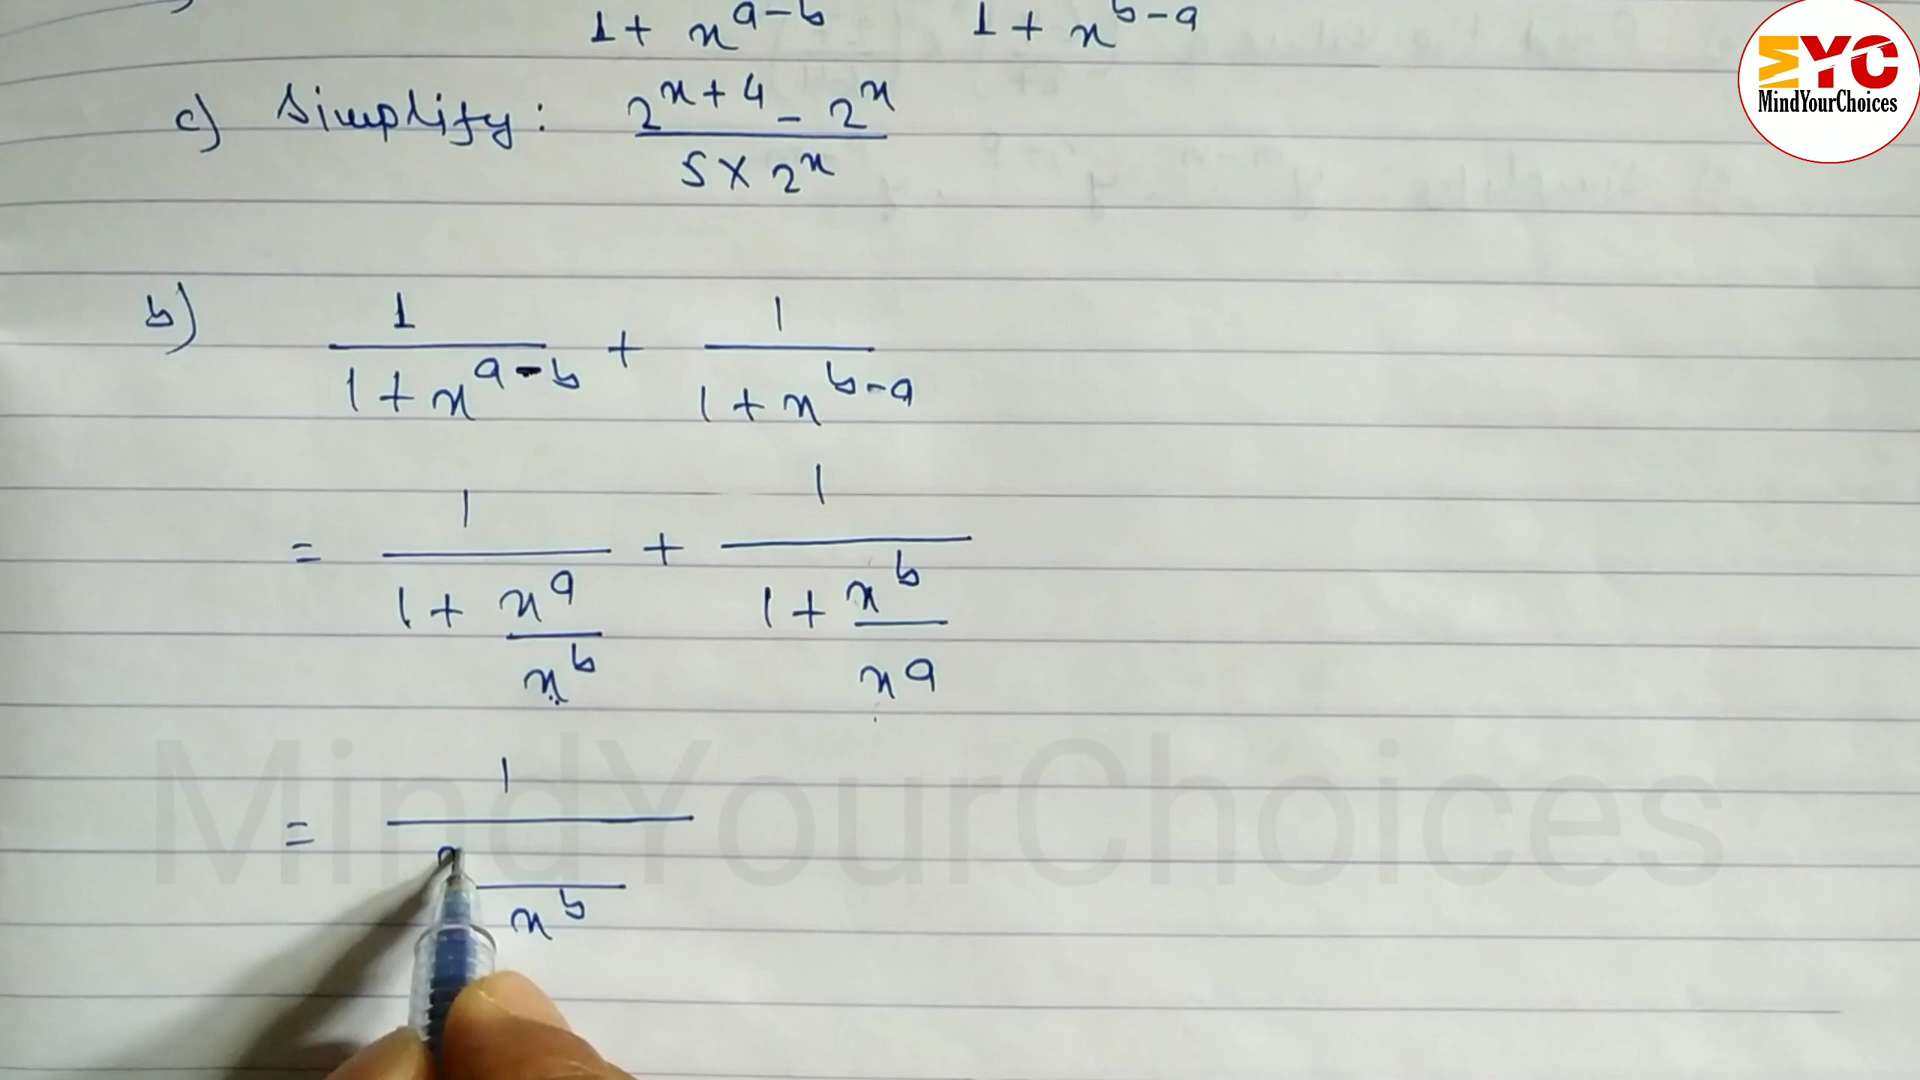 1 + x^(a-b)    1 + x^(b-a)
MYC
MindYourChoices
c) Simplify : (2^(x+4) - 2^x) / (5 × 2^x)
b) 1 / (1 + x^(a-b)) + 1 / (1 + x^(b-a))
= 1 / (1 + x^a / x^b) + 1 / (1 + x^b / x^a)
MindYourChoices
= 1
x^b